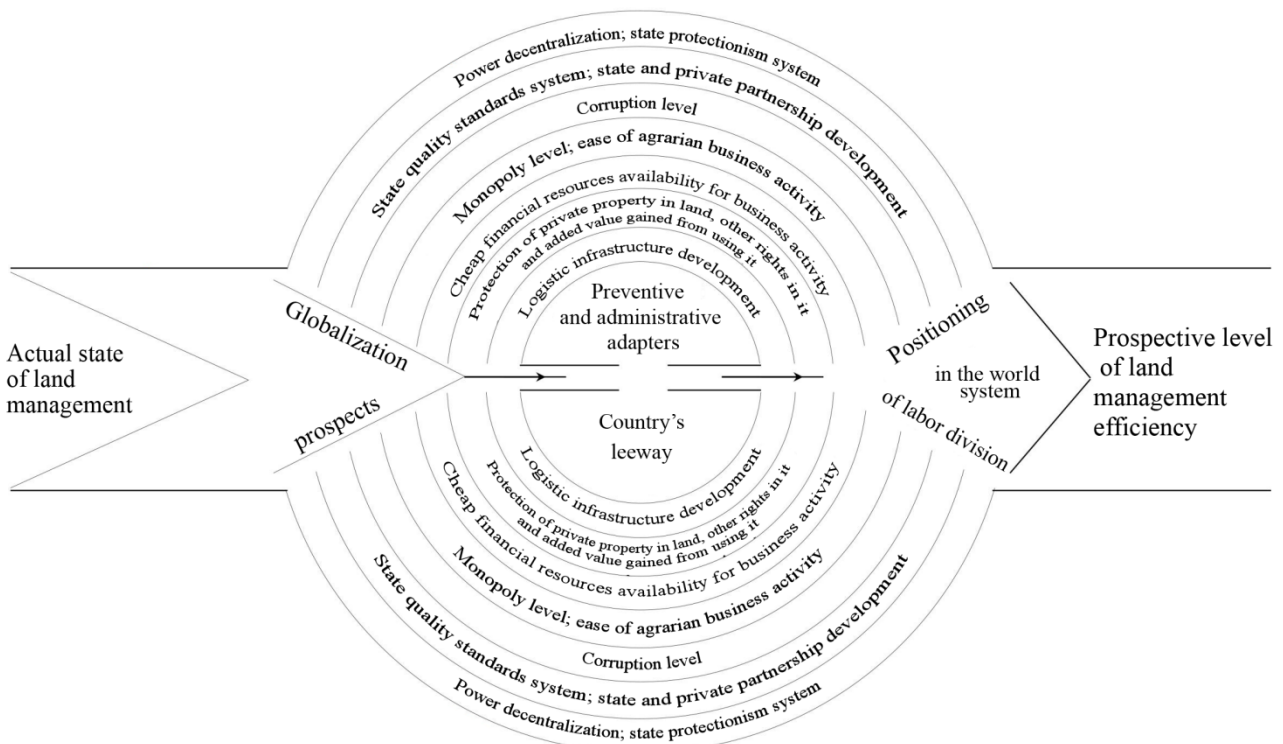 Power decentralization; state protectionism system
State quality standards system; state and private partnership development
Corruption level
Monopoly level; ease of agrarian business activity
Cheap financial resources availability for business activity
Protection of private property in land, other rights in it
and added value gained from using it
Logistic infrastructure development
Preventive
and administrative
adapters
Globalization
prospects
Actual state
of land
management
Positioning
in the world
system
of labor division
Prospective level
of land
management
efficiency
Country's
leeway
Logistic infrastructure development
Protection of private property in land, other rights in it
and added value gained from using it
Cheap financial resources availability for business activity
Monopoly level; ease of agrarian business activity
Corruption level
State quality standards system; state and private partnership development
Power decentralization; state protectionism system